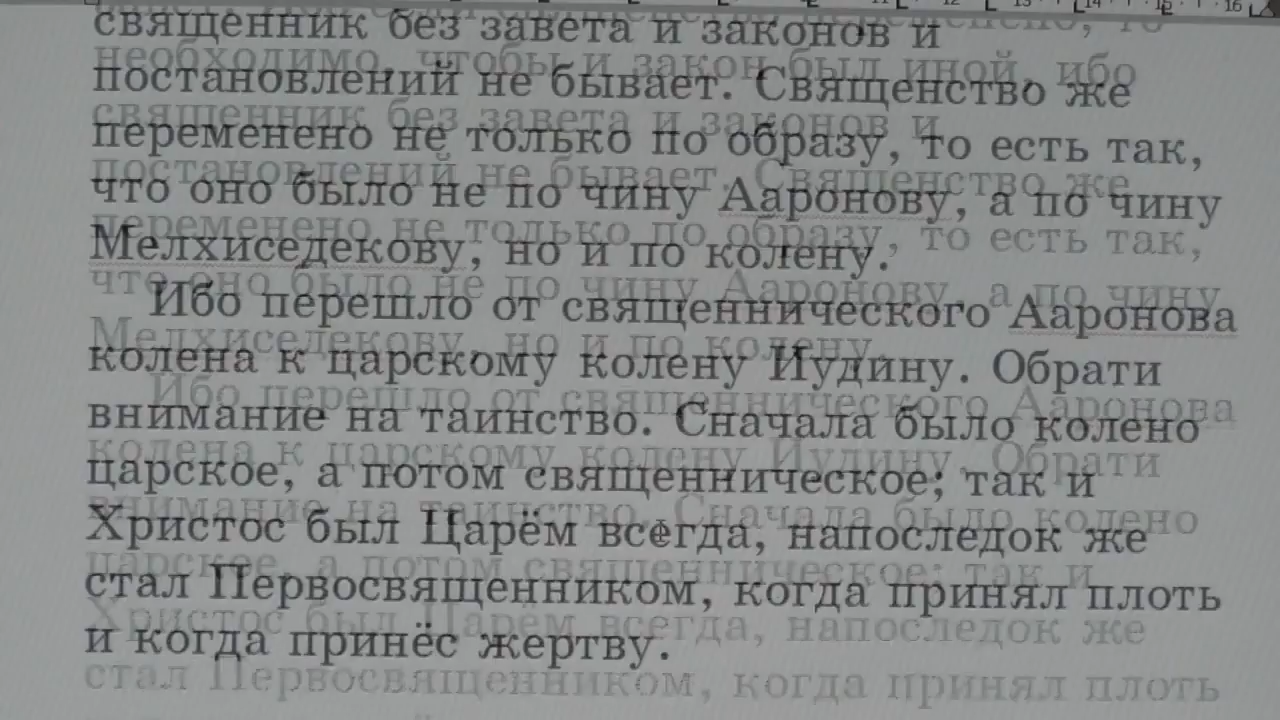 священник без завета и законов и
постановлений не бывает. Священство же
переменено не только по образу, то есть так,
что оно было не по чину Ааронову, а по чину
Мелхиседекову, но и по колену.
Ибо перешло от священнического Ааронова
колена к царскому колену Иудину. Обрати
внимание на таинство. Сначала было колено
царское, а потом священническое; так и
Христос был Царём всегда, напоследок же
стал Первосвященником, когда принял плоть
и когда принёс жертву.